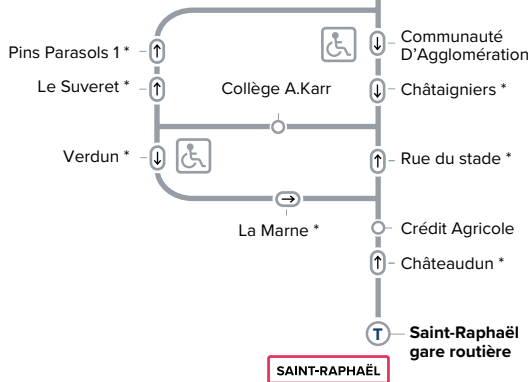 Communauté
D'Agglomération
Pins Parasols 1 *
Le Suveret *
Collège A.Karr
Châtaigniers *
Verdun *
Rue du stade *
La Marne *
Crédit Agricole
Châteaudun *
T
Saint-Raphaël
gare routière
SAINT-RAPHAËL